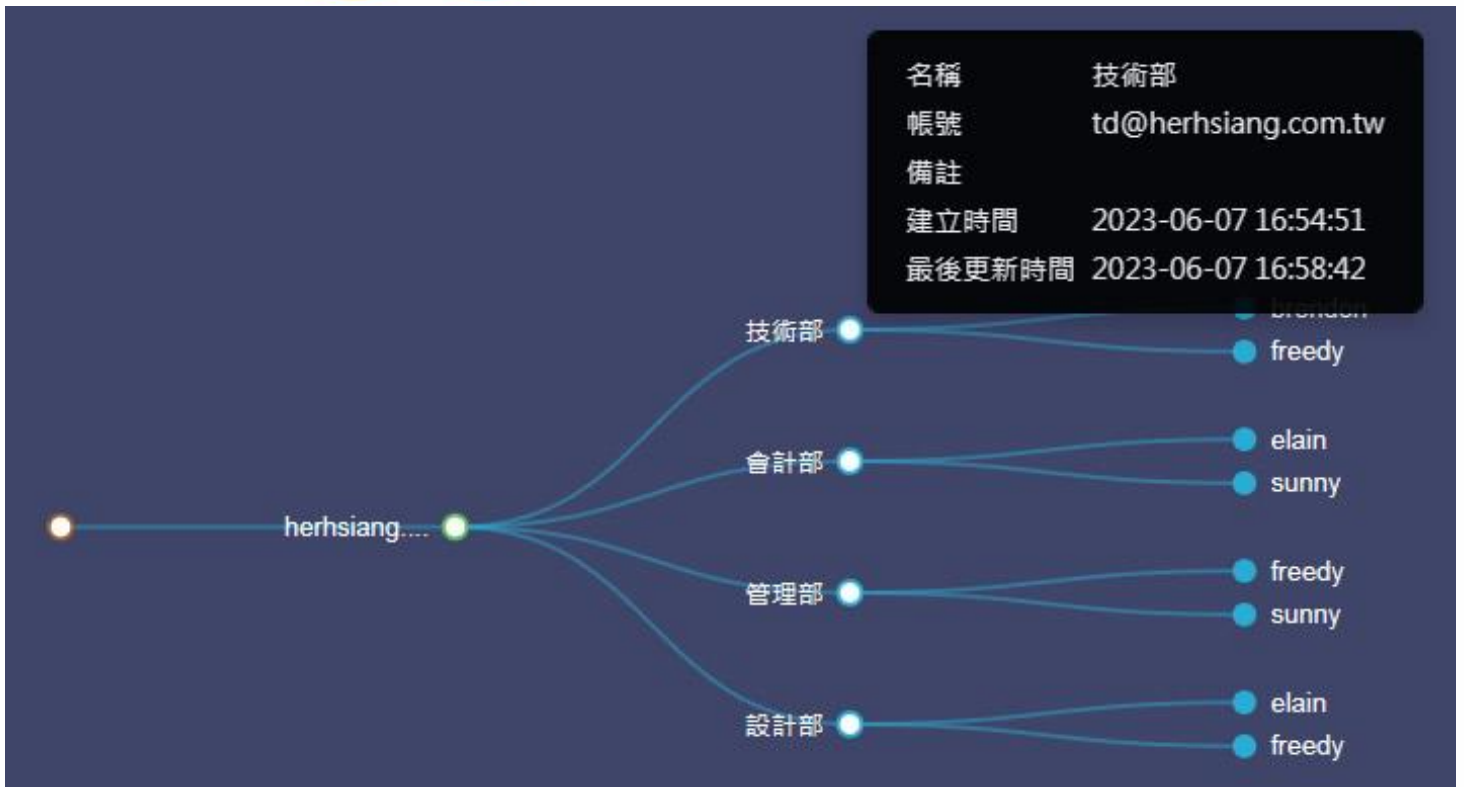 名稱 技術部
帳號 td@herhsiang.com.tw
備註
建立時間 2023-06-07 16:54:51
最後更新時間 2023-06-07 16:58:42
技術部
brendon
freedy
會計部
elain
sunny
herhsiang....
管理部
freedy
sunny
設計部
elain
freedy